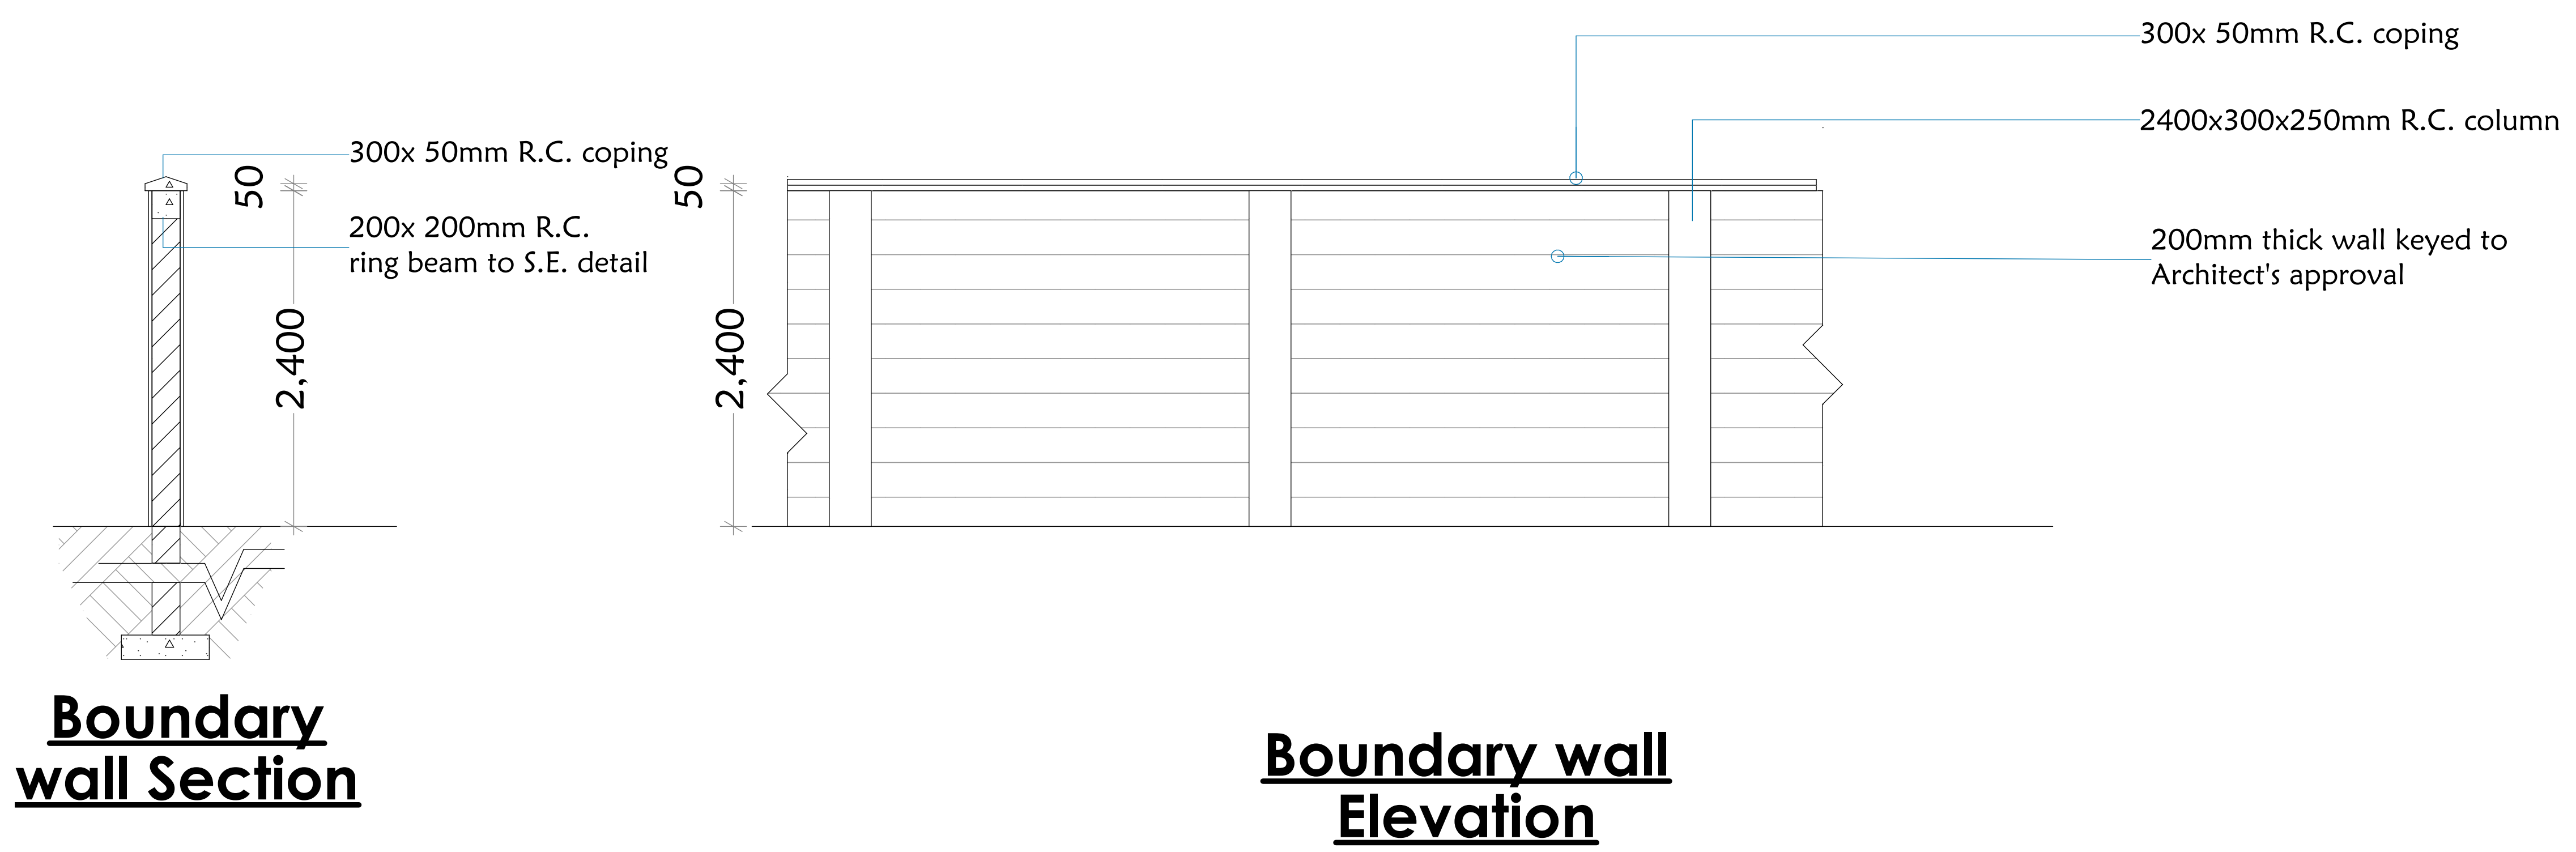 300x 50mm R.C. coping
50
200x 200mm R.C.
ring beam to S.E. detail
2,400
Boundary
wall Section
300x 50mm R.C. coping
2400x300x250mm R.C. column
50
200mm thick wall keyed to
Architect's approval
2,400
Boundary wall
Elevation